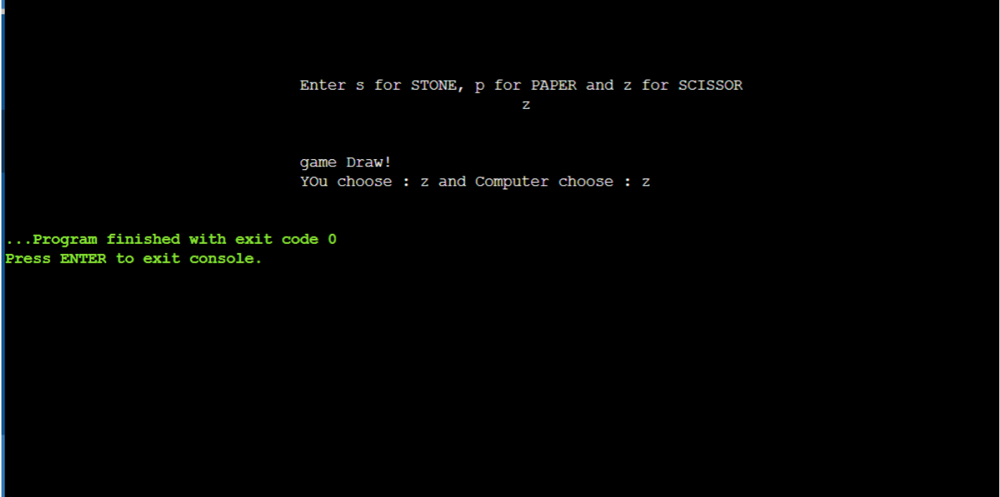 Enter s for STONE, p for PAPER and z for SCISSOR
z
game Draw!
YOu choose : z and Computer choose : z
...Program finished with exit code 0
Press ENTER to exit console.